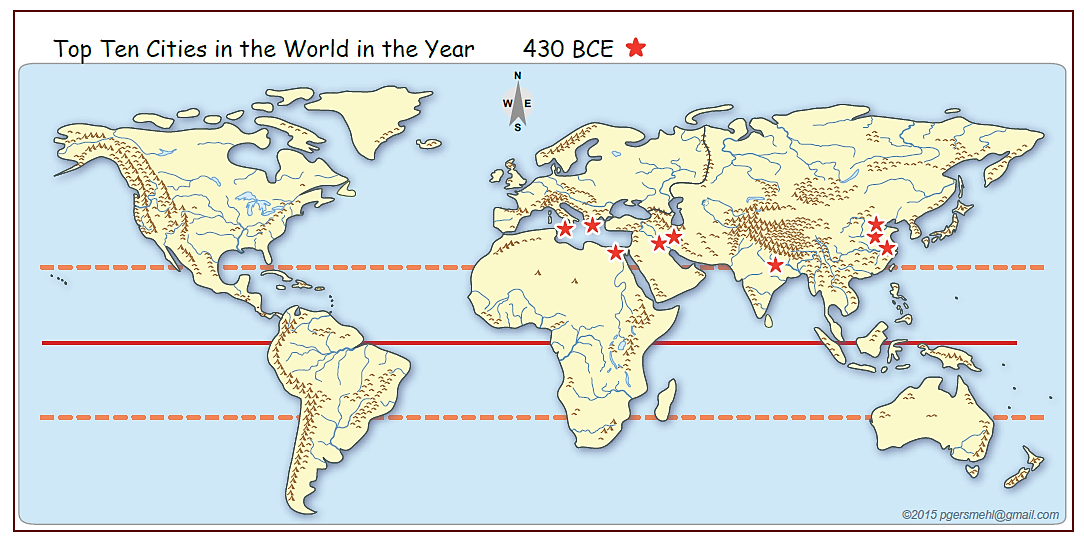 Top Ten Cities in the World in the Year 430 BCE
N
W E
S
©2015 pgersmehl@gmail.com